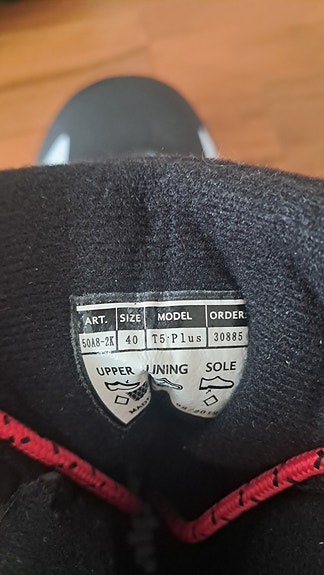 ART. SIZE MODEL ORDER
50A8-2K 40 T5 Plus 30885
UPPER LINING SOLE